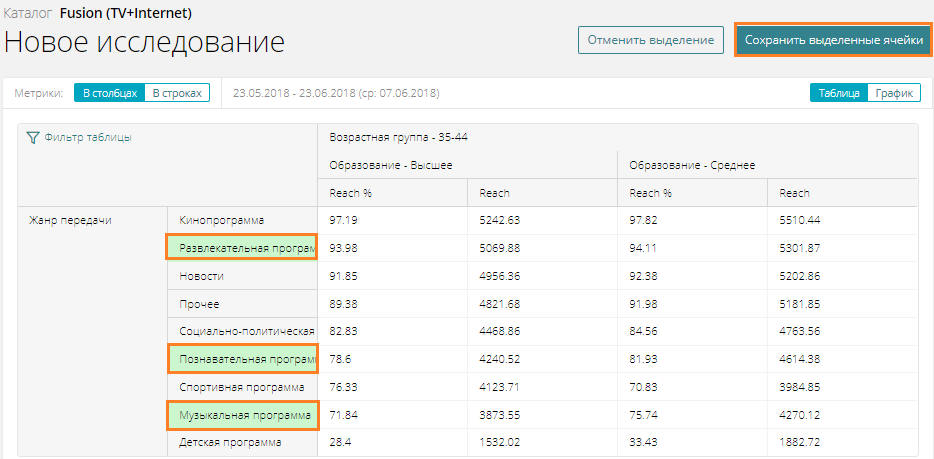 Каталог Fusion (TV+Internet)
Новое исследование
Отменить выделение Сохранить выделенные ячейки
Метрики: В столбцах В строках 23.05.2018 - 23.06.2018 (ср: 07.06.2018) Таблица График
Фильтр таблицы Возрастная группа - 35-44
Образование - Высшее Образование - Среднее
Reach % Reach Reach % Reach
Жанр передачи Кинопрограмма 97.19 5242.63 97.82 5510.44
Развлекательная програм 93.98 5069.88 94.11 5301.87
Новости 91.85 4956.36 92.38 5202.86
Прочее 89.38 4821.68 91.98 5181.85
Социально-политическая 82.83 4468.86 84.56 4763.56
Познавательная програм 78.6 4240.52 81.93 4614.38
Спортивная программа 76.33 4123.71 70.83 3984.85
Музыкальная программа 71.84 3873.55 75.74 4270.12
Детская программа 28.4 1532.02 33.43 1882.72